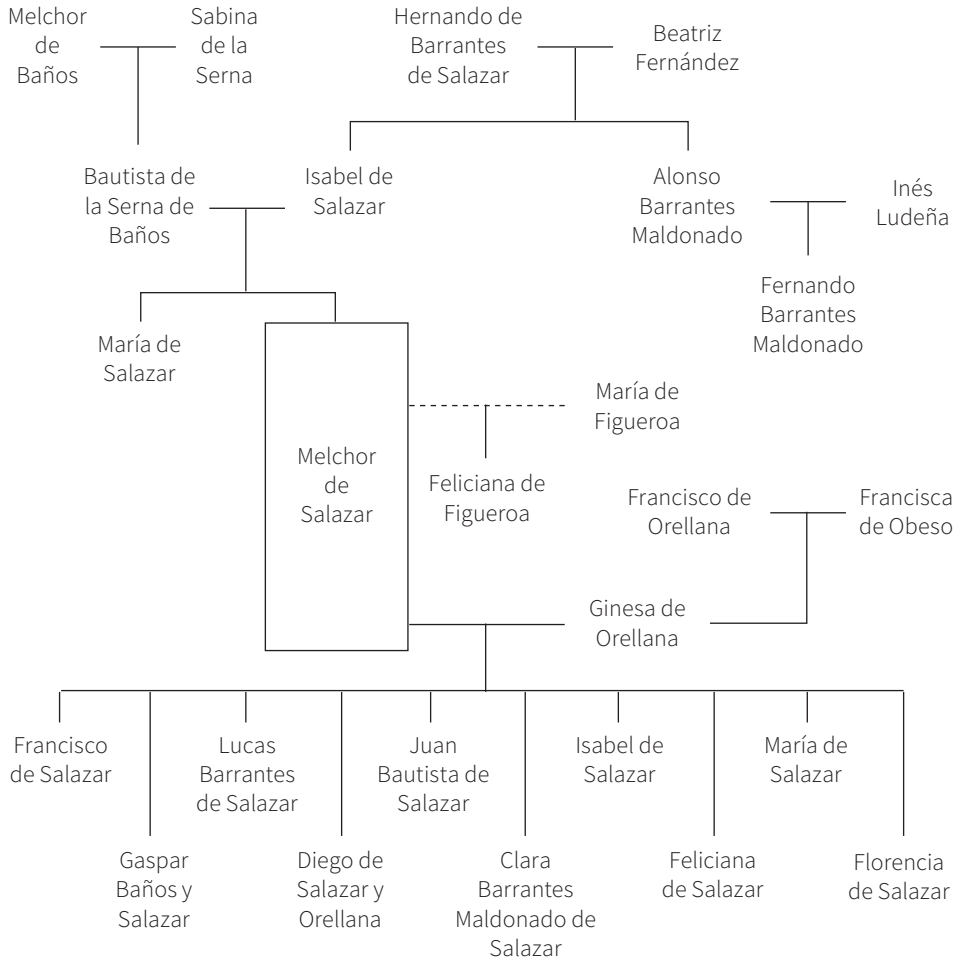 Melchor
de
Baños
Sabina
de la
Serna
Hernando de
Barrantes
de Salazar
Beatriz
Fernández
Bautista de
la Serna de
Baños
Isabel de
Salazar
Alonso
Barrantes
Maldonado
Inés
Ludeña
Fernando
Barrantes
Maldonado
María de
Salazar
Melchor
de
Salazar
María de
Figueroa
Feliciana de
Figueroa
Francisco de
Orellana
Francisca
de Obeso
Ginesa de
Orellana
Francisco
de Salazar
Lucas
Barrantes
de Salazar
Juan
Bautista de
Salazar
Isabel de
Salazar
María de
Salazar
Gaspar
Baños y
Salazar
Diego de
Salazar y
Orellana
Clara
Barrantes
Maldonado de
Salazar
Feliciana
de Salazar
Florencia
de Salazar